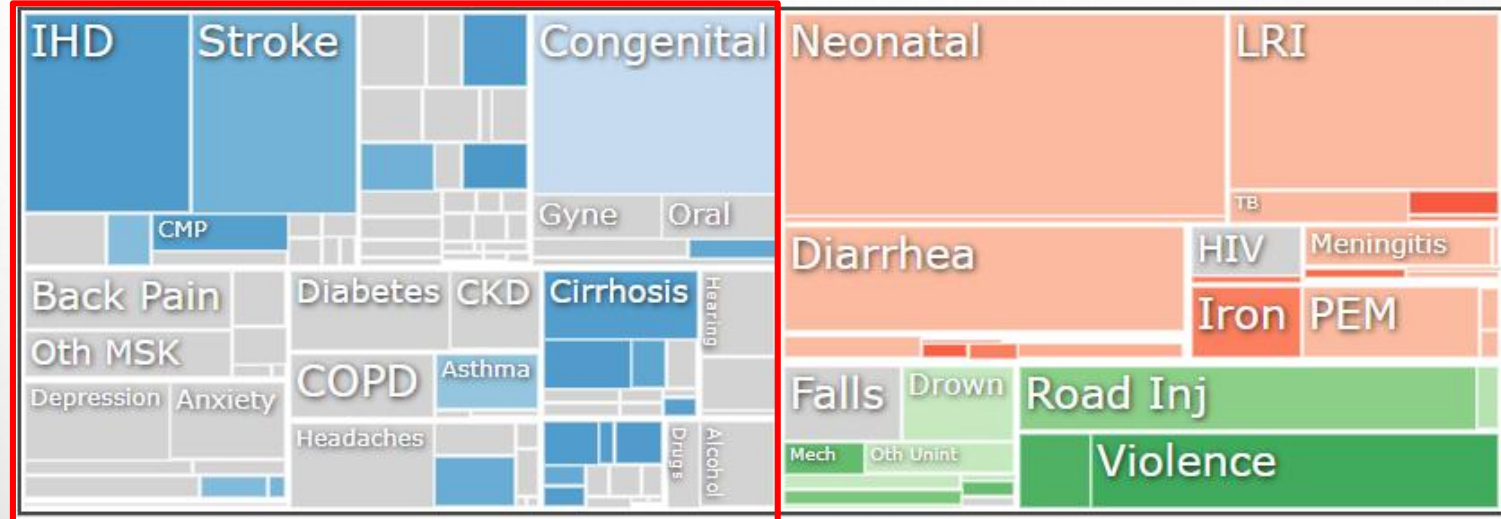 IHD
Stroke
Congenital
Neonatal
LRI
CMP
Gyne
Oral
TB
Diarrhea
HIV
Meningitis
Back Pain
Diabetes
CKD
Cirrhosis
Hearing
Iron
PEM
Oth MSK
COPD
Asthma
Depression
Anxiety
Falls
Drown
Road Inj
Headaches
Drugs
Alcohol
Mech
Oth Unint
Violence